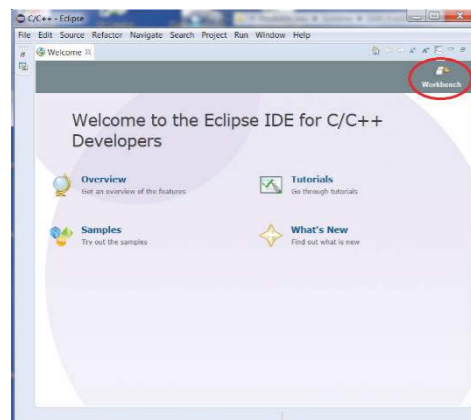 C/C++ - Eclipse
File Edit Source Refactor Navigate Search Project Run Window Help
Welcome
Workbench
Welcome to the Eclipse IDE for C/C++
Developers
Overview
Get an overview of the features
Tutorials
Go through tutorials
Samples
Try out the samples
What's New
Find out what is new